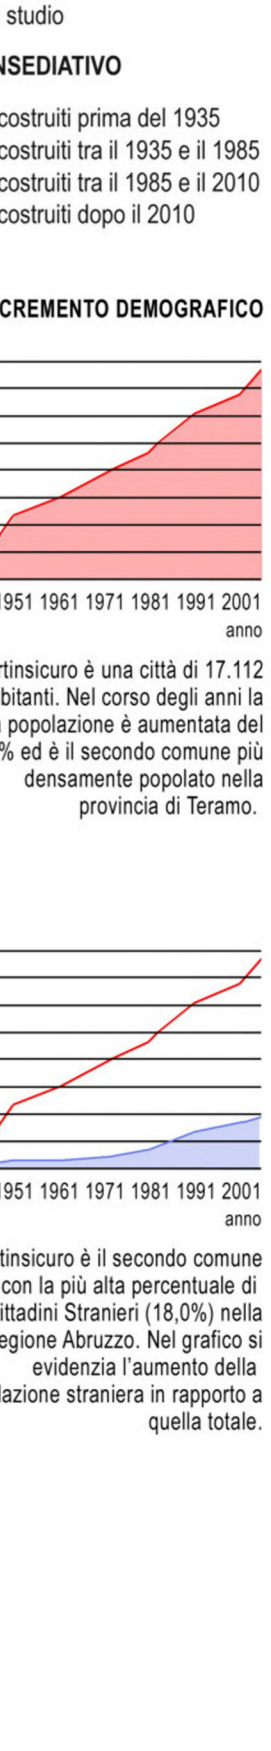 studio
NSEDIATIVO
costruiti prima del 1935
costruiti tra il 1935 e il 1985
costruiti tra il 1985 e il 2010
costruiti dopo il 2010
CREMENTO DEMOGRAFICO
1951 1961 1971 1981 1991 2001
anno
rtinsicuro è una città di 17.112
bitanti. Nel corso degli anni la
popolazione è aumentata del
% ed è il secondo comune più
densamente popolato nella
provincia di Teramo.
1951 1961 1971 1981 1991 2001
anno
tinsicuro è il secondo comune
con la più alta percentuale di
ittadini Stranieri (18,0%) nella
egione Abruzzo. Nel grafico si
evidenzia l'aumento della
lazione straniera in rapporto a
quella totale.